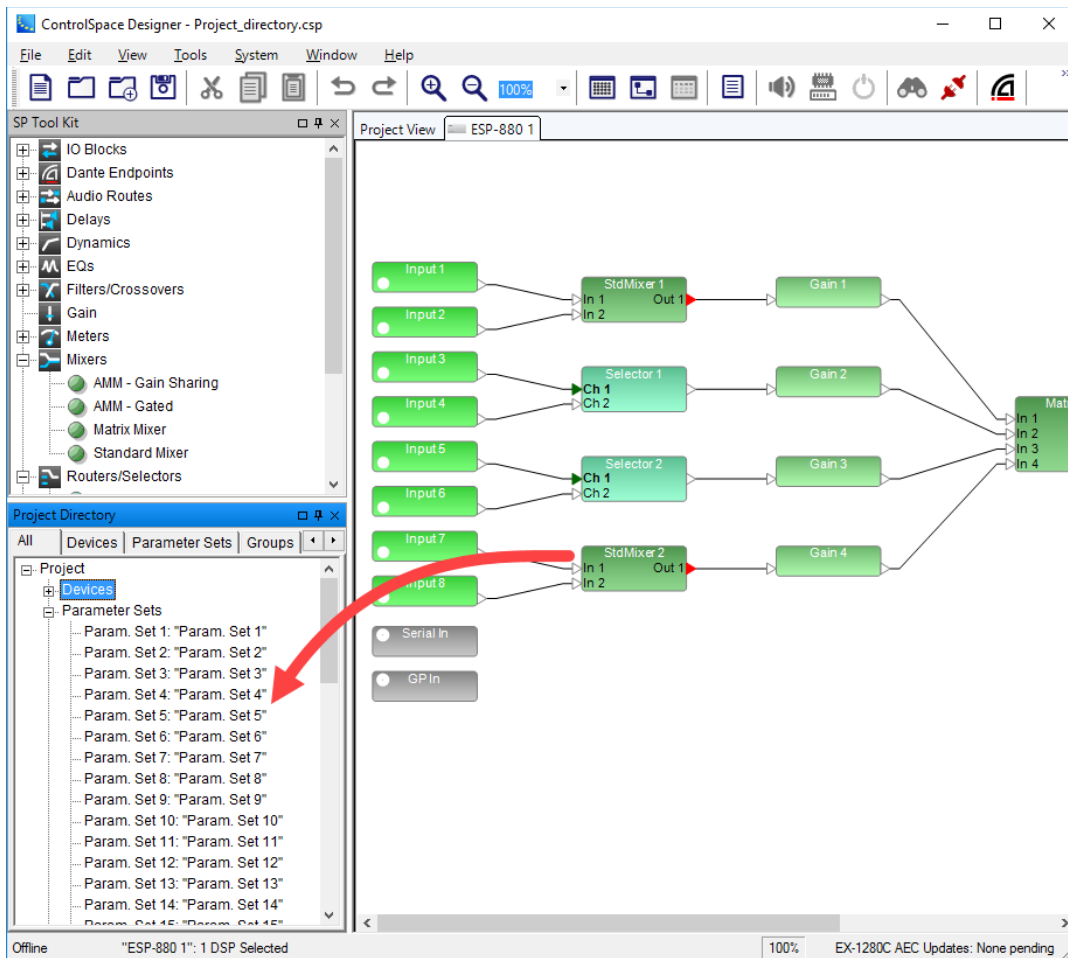 ControlSpace Designer - Project_directory.csp
File Edit View Tools System Window Help
100%
SP Tool Kit
IO Blocks
Dante Endpoints
Audio Routes
Delays
Dynamics
EQs
Filters/Crossovers
Gain
Meters
Mixers
AMM - Gain Sharing
AMM - Gated
Matrix Mixer
Standard Mixer
Routers/Selectors
Project Directory
All Devices Parameter Sets Groups
Project
Devices
Parameter Sets
Param. Set 1: "Param. Set 1"
Param. Set 2: "Param. Set 2"
Param. Set 3: "Param. Set 3"
Param. Set 4: "Param. Set 4"
Param. Set 5: "Param. Set 5"
Param. Set 6: "Param. Set 6"
Param. Set 7: "Param. Set 7"
Param. Set 8: "Param. Set 8"
Param. Set 9: "Param. Set 9"
Param. Set 10: "Param. Set 10"
Param. Set 11: "Param. Set 11"
Param. Set 12: "Param. Set 12"
Param. Set 13: "Param. Set 13"
Param. Set 14: "Param. Set 14"
Param. Set 15: "Param. Set 15"
Project View ESP-880 1
Input 1
Input 2
Input 3
Input 4
Input 5
Input 6
Input 7
Input 8
Serial In
GP In
StdMixer 1
In 1 Out 1
In 2
Selector 1
Ch 1
Ch 2
Selector 2
Ch 1
Ch 2
StdMixer 2
In 1 Out 1
In 2
Gain 1
Gain 2
Gain 3
Gain 4
Mat
In 1
In 2
In 3
In 4
Offline "ESP-880 1": 1 DSP Selected 100% EX-1280C AEC Updates: None pending